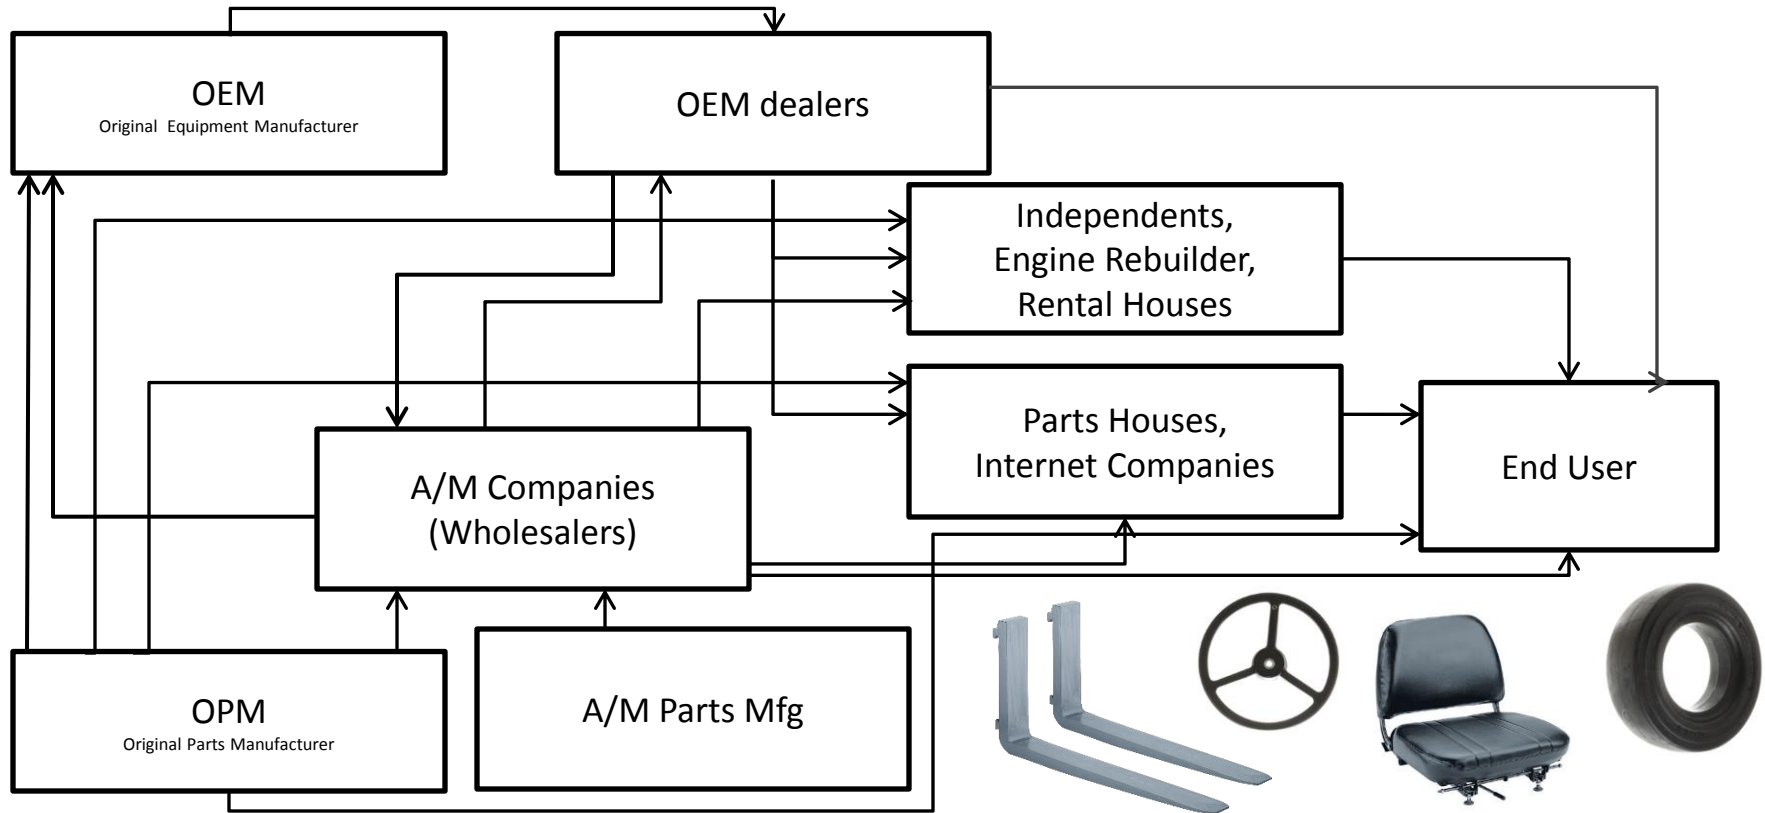 OEM
Original Equipment Manufacturer
OEM dealers
Independents,
Engine Rebuilder,
Rental Houses
Parts Houses,
Internet Companies
End User
A/M Companies
(Wholesalers)
OPM
Original Parts Manufacturer
A/M Parts Mfg